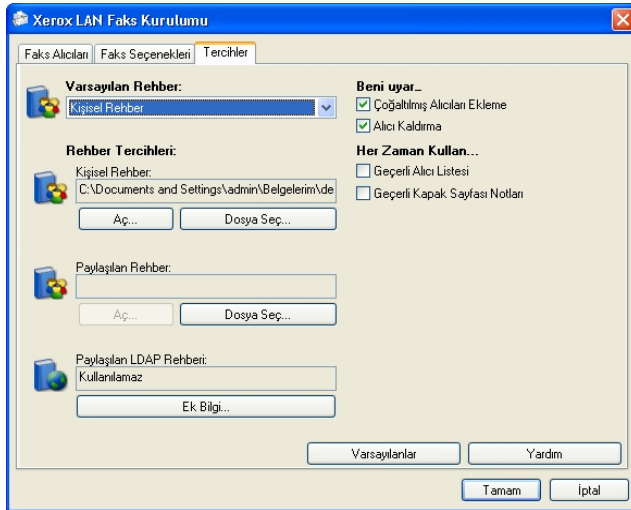 Xerox LAN Faks Kurulumu
Faks Alıcıları Faks Seçenekleri Tercihler
Varsayılan Rehber:
Kişisel Rehber
Rehber Tercihleri:
Kişisel Rehber:
C:\Documents and Settings\admin\Belgelerim\de
Aç... Dosya Seç...
Paylaşılan Rehber:
Aç... Dosya Seç...
Paylaşılan LDAP Rehberi:
Kullanılamaz
Ek Bilgi...
Beni uyar...
Çoğaltılmış Alıcıları Ekleme
Alıcı Kaldırma
Her Zaman Kullan...
Geçerli Alıcı Listesi
Geçerli Kapak Sayfası Notları
Varsayılanlar Yardım
Tamam İptal